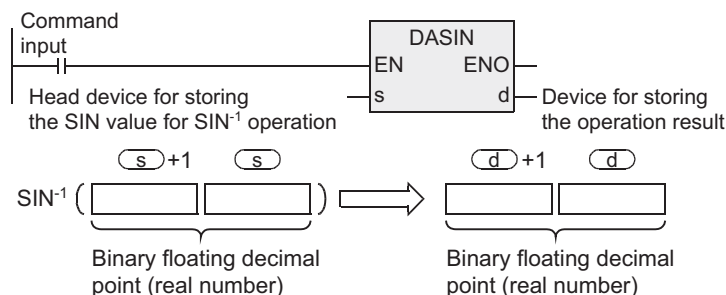 Command
input
DASIN
EN ENO
s d
Head device for storing
the SIN value for SIN-1 operation
Device for storing
the operation result
s +1 s d +1 d
SIN-1 ( )
Binary floating decimal
point (real number)
Binary floating decimal
point (real number)